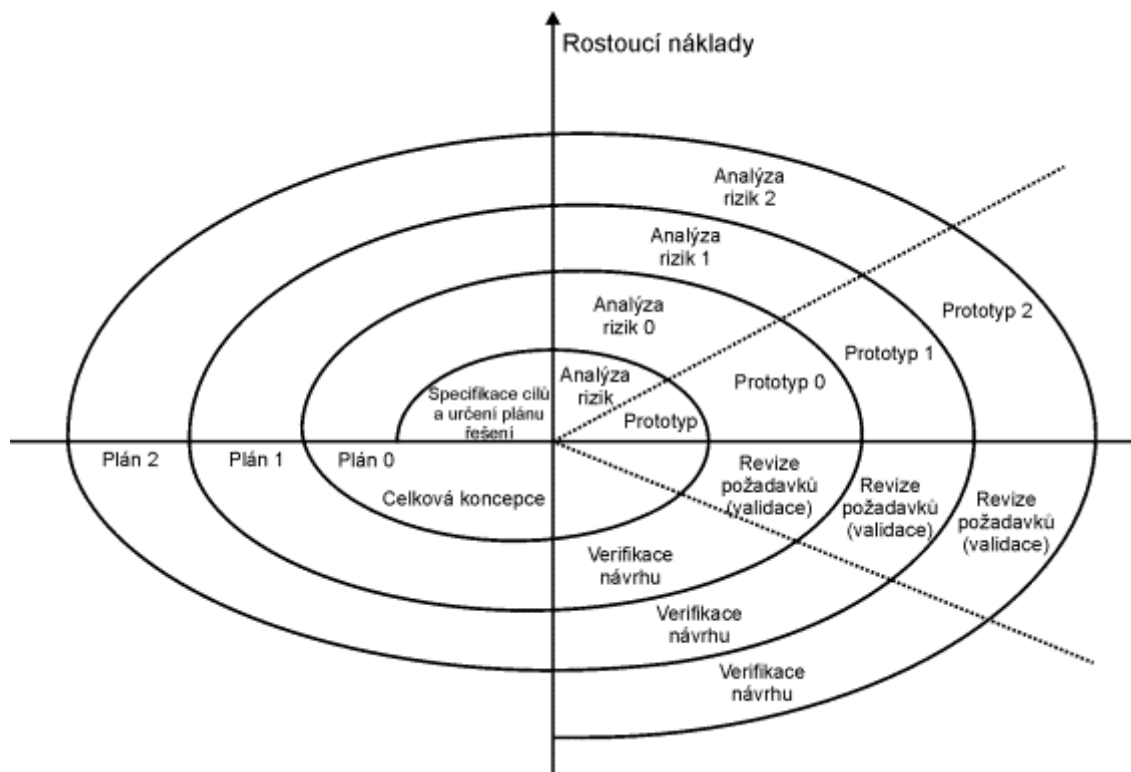 Rostoucí náklady
Analýza
rizik 2
Analýza
rizik 1
Analýza
rizik 0
Prototyp 2
Prototyp 1
Prototyp 0
Analýza
rizik
Prototyp
Specifikace cílů
a určení plánu
řešení
Plán 2
Plán 1
Plán 0
Celková koncepce
Revize
požadavků
(validace)
Revize
požadavků
(validace)
Revize
požadavků
(validace)
Verifikace
návrhu
Verifikace
návrhu
Verifikace
návrhu